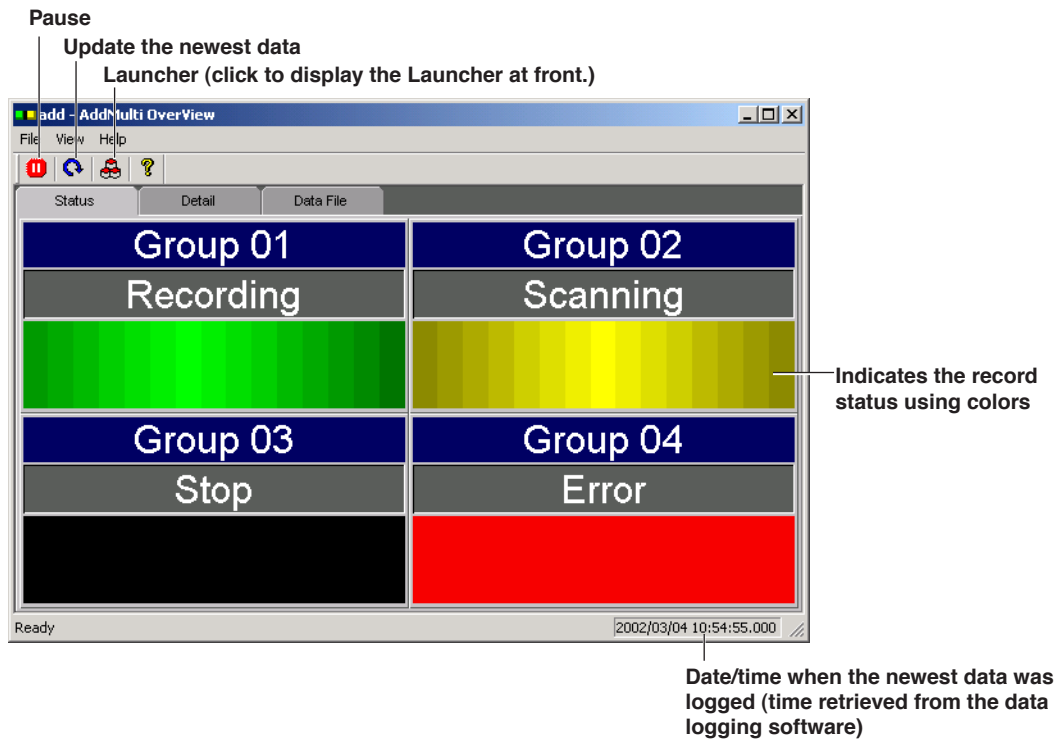 Pause
Update the newest data
Launcher (click to display the Launcher at front.)
add - AddMulti OverView
File View Help
Status Detail Data File
Group 01 Group 02
Recording Scanning
Indicates the record
status using colors
Group 03 Group 04
Stop Error
Ready 2002/03/04 10:54:55.000
Date/time when the newest data was
logged (time retrieved from the data
logging software)